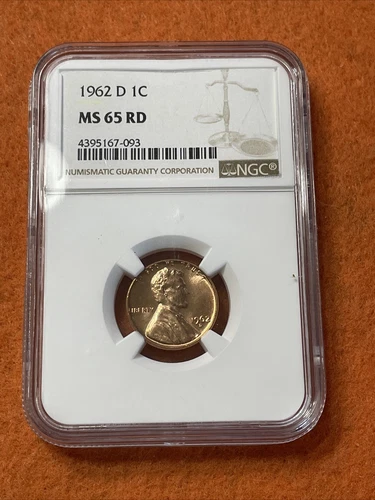 1962 D 1C
MS 65 RD
4395167-093
NUMISMATIC GUARANTY CORPORATION
NGC®
LIBERTY
1962
D